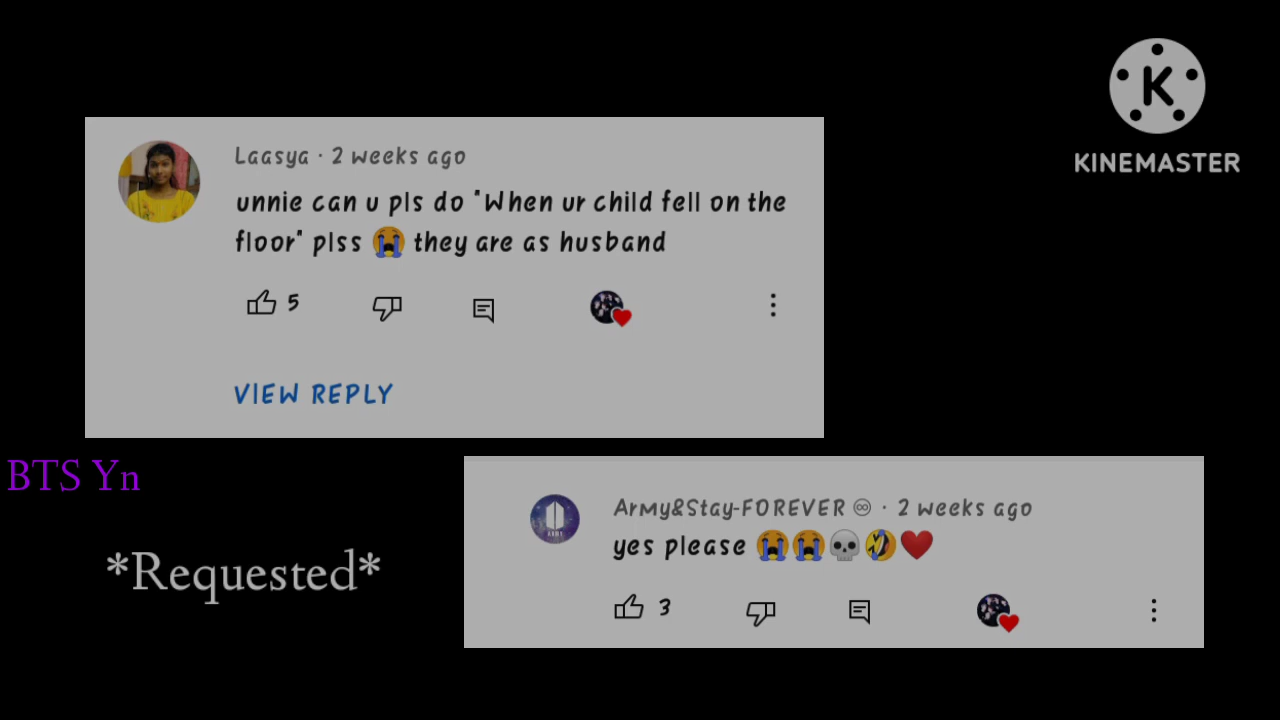 K
KINEMASTER
Laasya · 2 weeks ago
unnie can u pls do "When ur child fell on the
floor" plss 😭 they are as husband
5
VIEW REPLY
BTS Yn
*Requested*
ARMY
Army&Stay-FOREVER ♾ · 2 weeks ago
yes please 😭😭💀🤣❤️
3